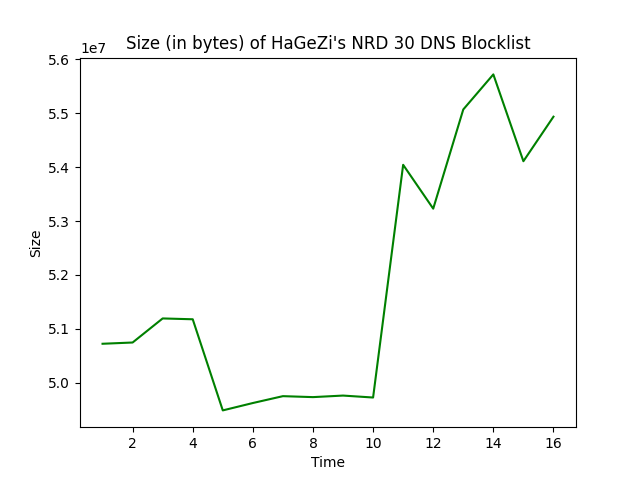 Size (in bytes) of HaGeZi's NRD 30 DNS Blocklist
1e7
5.6
5.5
5.4
5.3
5.2
5.1
5.0
Size
2 4 6 8 10 12 14 16
Time